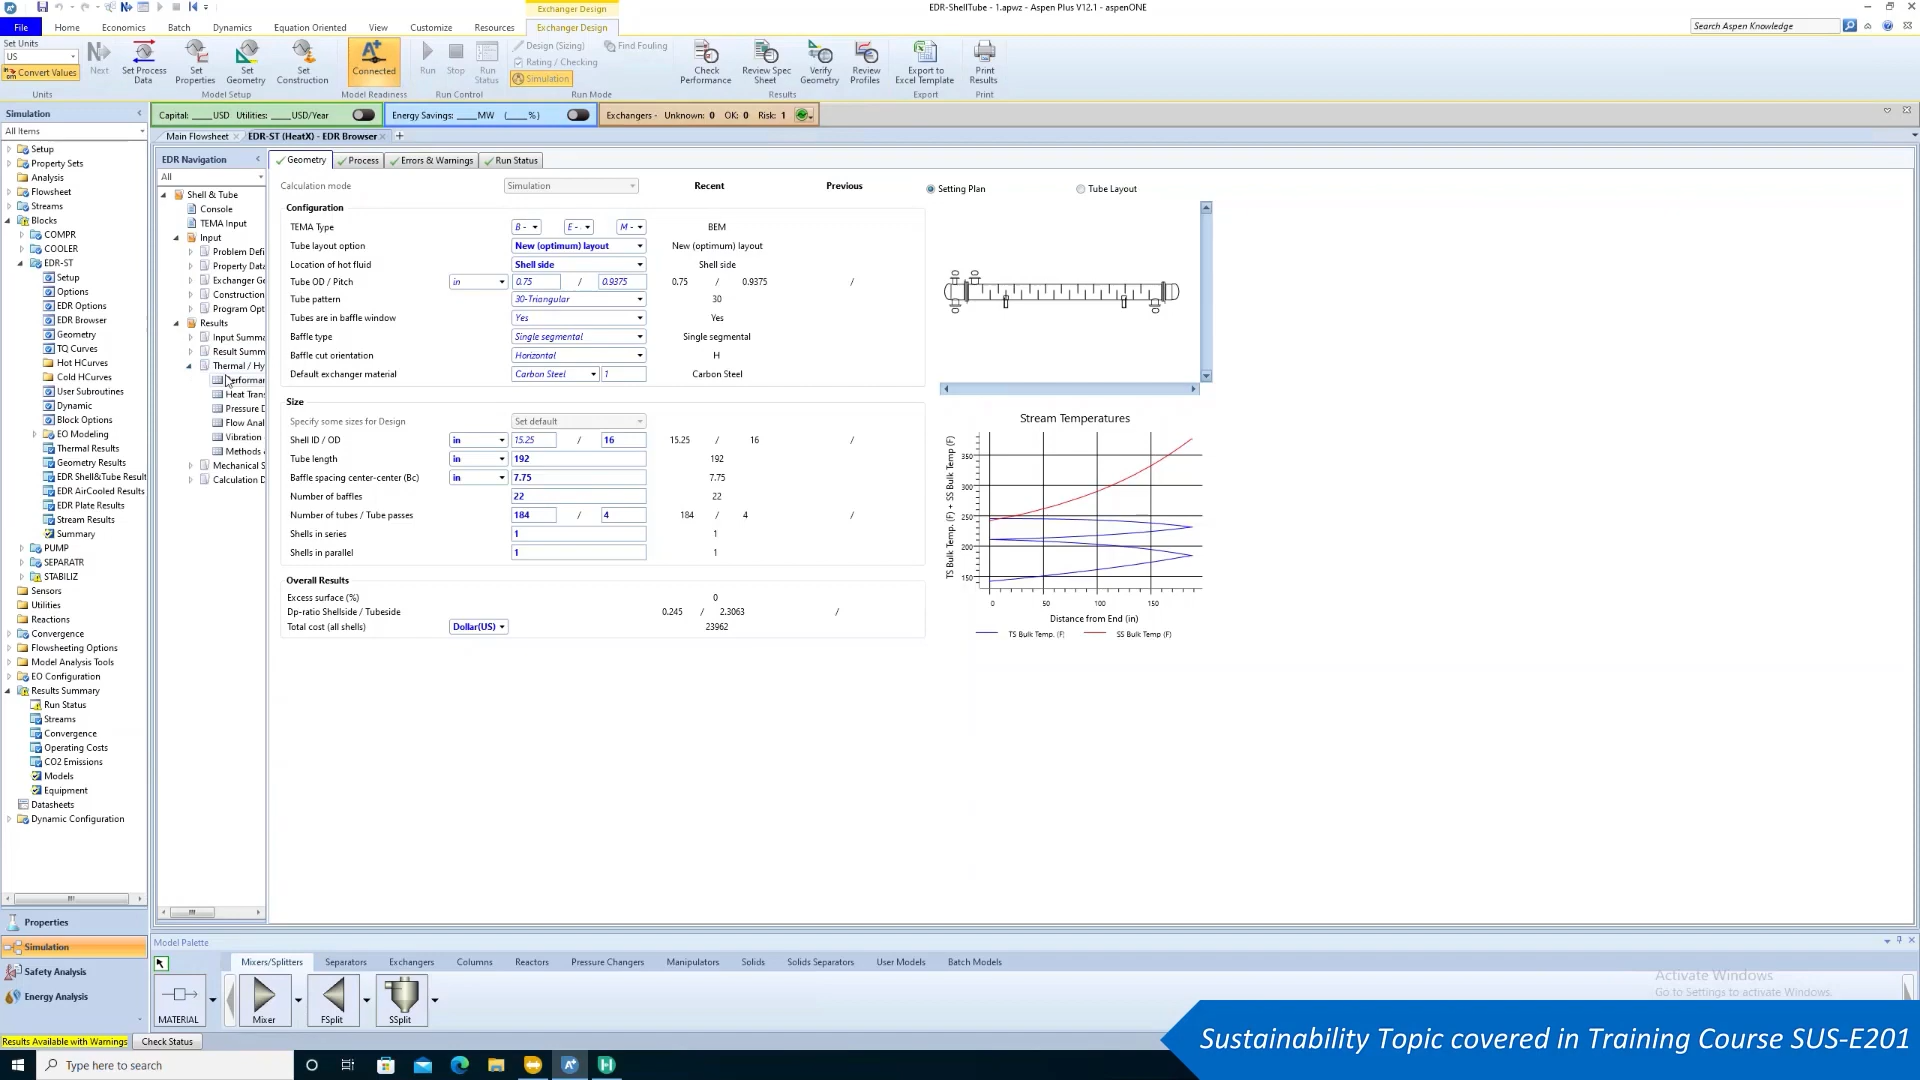 Exchanger Design
EDR-ShellTube - 1.apwz - Aspen Plus V12.1 - aspenONE
File Home Economics Batch Dynamics Equation Oriented View Customize Resources Exchanger Design
Search Aspen Knowledge
Set Units
US
Convert Values
Units
Next
Set Process Data
Set Properties
Set Geometry
Set Construction
Model Setup
Connected
Model Readiness
Run
Stop
Run Status
Run Control
Design (Sizing)
Rating / Checking
Simulation
Find Fouling
Run Mode
Check Performance
Review Spec Sheet
Verify Geometry
Review Profiles
Results
Export to Excel Template
Export
Print Results
Print
Simulation
All Items
Capital: ____USD Utilities: ____USD/Year
Energy Savings: ____MW (____%)
Exchangers - Unknown: 0 OK: 0 Risk: 1
Main Flowsheet
EDR-ST (HeatX) - EDR Browser
+
Setup
Property Sets
Analysis
Flowsheet
Streams
Blocks
COMPR
COOLER
EDR-ST
Setup
Options
EDR Options
EDR Browser
Geometry
TQ Curves
Hot HCurves
Cold HCurves
User Subroutines
Dynamic
Block Options
EO Modeling
Thermal Results
Geometry Results
EDR Shell&Tube Result
EDR AirCooled Results
EDR Plate Results
Stream Results
Summary
PUMP
SEPARATR
STABILIZ
Sensors
Utilities
Reactions
Convergence
Flowsheeting Options
Model Analysis Tools
EO Configuration
Results Summary
Run Status
Streams
Convergence
Operating Costs
CO2 Emissions
Models
Equipment
Datasheets
Dynamic Configuration
Properties
Simulation
Safety Analysis
Energy Analysis
EDR Navigation
All
Shell & Tube
Console
TEMA Input
Input
Problem Defi
Property Data
Exchanger Ge
Construction
Program Opt
Results
Input Summa
Result Summ
Thermal / Hy
Performan
Heat Tran
Pressure D
Flow Anal
Vibration
Methods
Mechanical S
Calculation D
Geometry Process Errors & Warnings Run Status
Calculation mode Simulation Recent Previous
Configuration
TEMA Type B - E - M - BEM
Tube layout option New (optimum) layout New (optimum) layout
Location of hot fluid Shell side Shell side
Tube OD / Pitch in 0.75 / 0.9375 0.75 / 0.9375 /
Tube pattern 30-Triangular 30
Tubes are in baffle window Yes Yes
Baffle type Single segmental Single segmental
Baffle cut orientation Horizontal H
Default exchanger material Carbon Steel 1 Carbon Steel
Size
Specify some sizes for Design Set default
Shell ID / OD in 15.25 / 16 15.25 / 16 /
Tube length in 192 192
Baffle spacing center-center (Bc) in 7.75 7.75
Number of baffles 22 22
Number of tubes / Tube passes 184 / 4 184 / 4 /
Shells in series 1 1
Shells in parallel 1 1
Overall Results
Excess surface (%) 0
Dp-ratio Shellside / Tubeside 0.245 / 2.3063 /
Total cost (all shells) Dollar(US) 23962
Setting Plan Tube Layout
Stream Temperatures
TS Bulk Temp. (F) + SS Bulk Temp (F)
350
300
250
200
150
0 50 100 150
Distance from End (in)
TS Bulk Temp. (F) SS Bulk Temp (F)
Model Palette
Mixers/Splitters Separators Exchangers Columns Reactors Pressure Changers Manipulators Solids Solids Separators User Models Batch Models
MATERIAL Mixer FSplit SSplit
Activate Windows
Go to Settings to activate Windows.
Results Available with Warnings Check Status
Type here to search
Sustainability Topic covered in Training Course SUS-E201